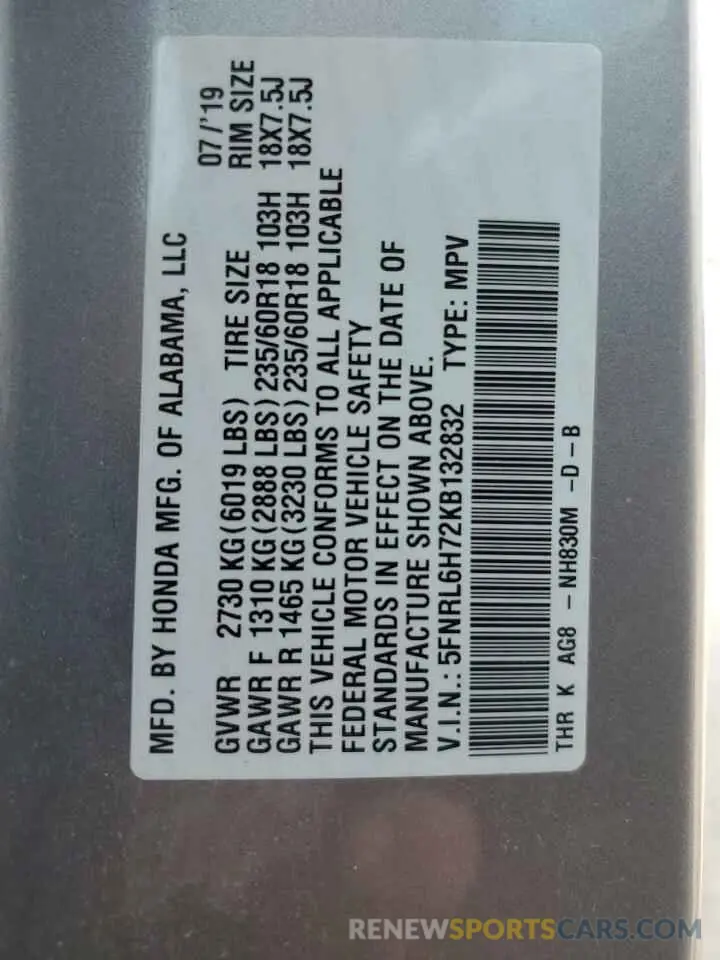 MFD. BY HONDA MFG. OF ALABAMA, LLC 07/'19
GVWR 2730 KG(6019 LBS) TIRE SIZE RIM SIZE
GAWR F 1310 KG(2888 LBS)235/60R18 103H 18X7.5J
GAWR R 1465 KG(3230 LBS)235/60R18 103H 18X7.5J
THIS VEHICLE CONFORMS TO ALL APPLICABLE
FEDERAL MOTOR VEHICLE SAFETY
STANDARDS IN EFFECT ON THE DATE OF
MANUFACTURE SHOWN ABOVE.
V.I.N.: 5FNRL6H72KB132832 TYPE: MPV
THR K AG8 - NH830M -D-B
RENEWSPORTSCARS.COM